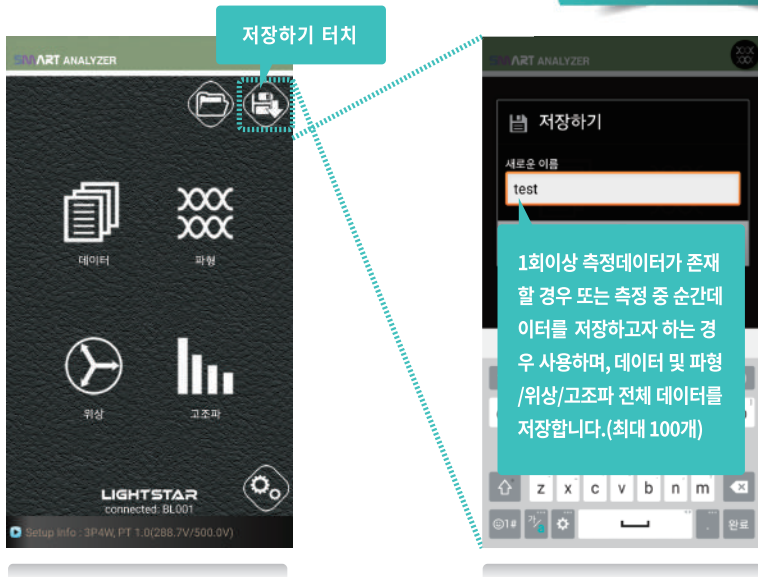 저장하기 터치
SMART ANALYZER
데이터
파형
위상
고조파
LIGHTSTAR
connected: BL001
Setup Info : 3P4W, PT 1.0(288.7V/500.0V)
SMART ANALYZER
저장하기
새로운 이름
test
1회이상 측정데이터가 존재
할 경우 또는 측정 중 순간데
이터를 저장하고자 하는 경
우 사용하며, 데이터 및 파형
/위상/고조파 전체 데이터를
저장합니다.(최대 100개)
z x c v b n m
☺1# 가/ . 완료